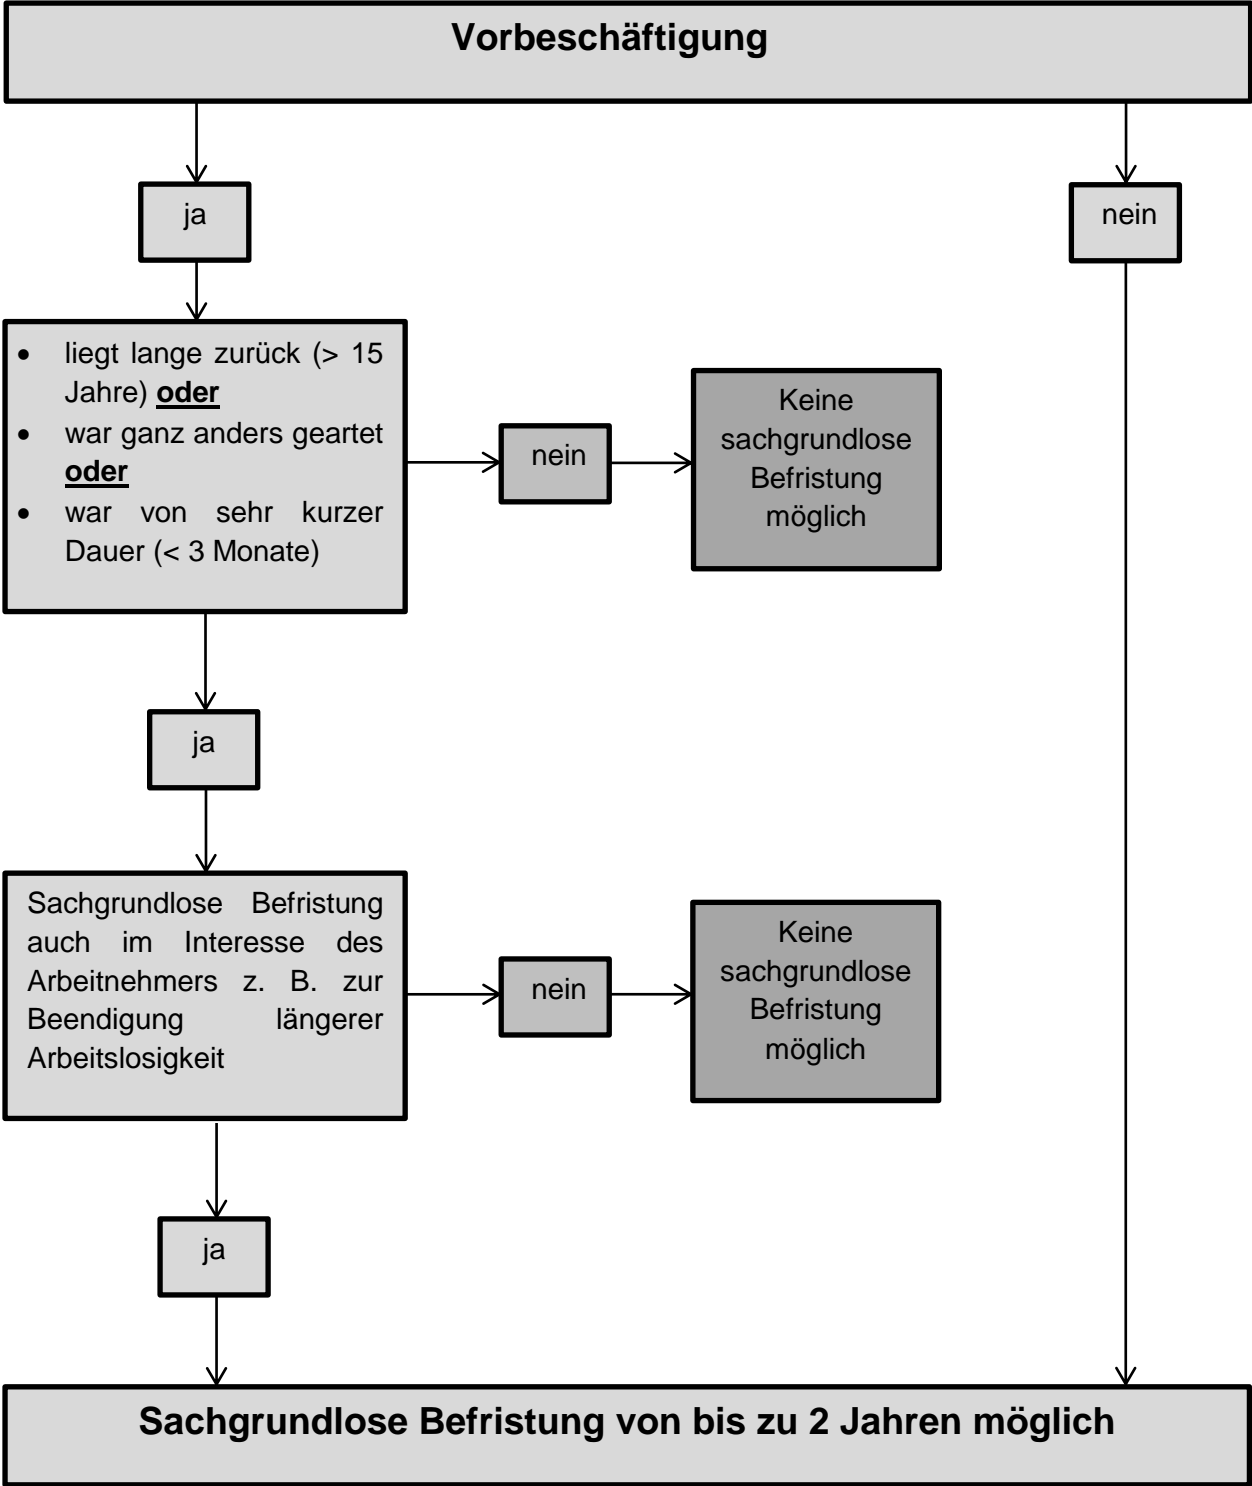 Vorbeschäftigung
ja
nein
• liegt lange zurück (> 15
Jahre) oder
• war ganz anders geartet
oder
• war von sehr kurzer
Dauer (< 3 Monate)
nein
Keine
sachgrundlose
Befristung
möglich
ja
Sachgrundlose Befristung
auch im Interesse des
Arbeitnehmers z. B. zur
Beendigung längerer
Arbeitslosigkeit
nein
Keine
sachgrundlose
Befristung
möglich
ja
Sachgrundlose Befristung von bis zu 2 Jahren möglich